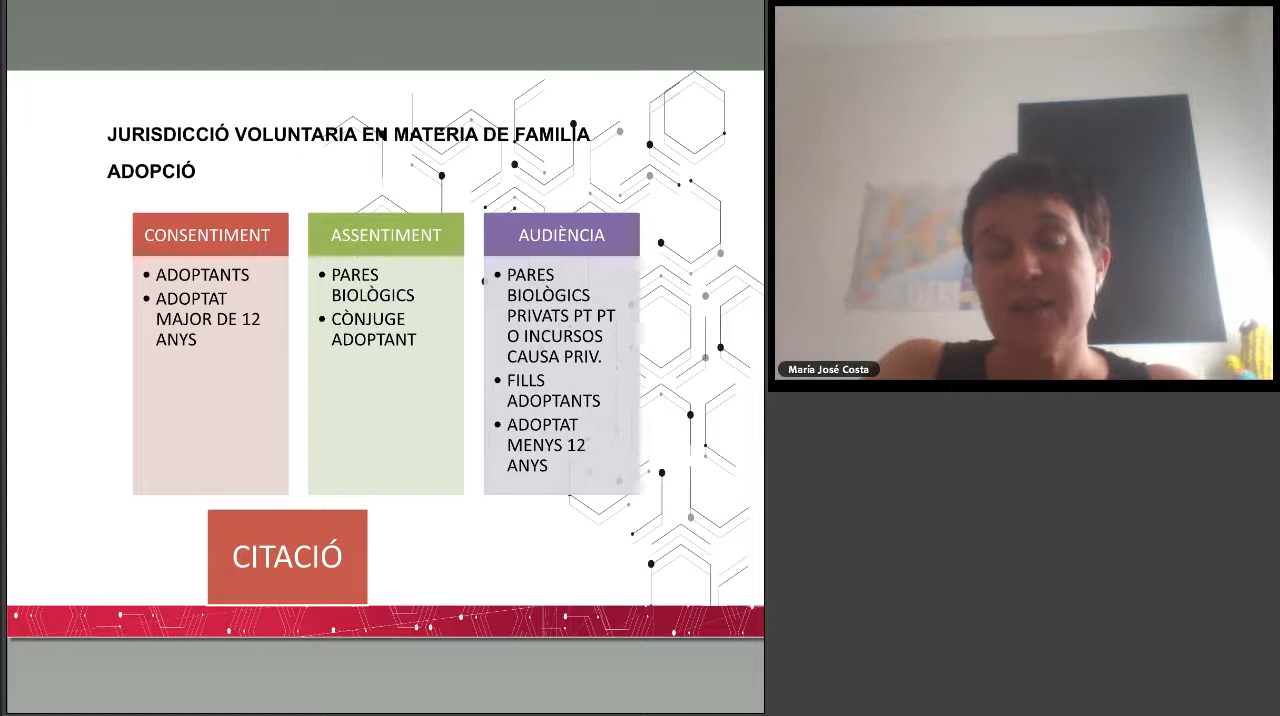 JURISDICCIÓ VOLUNTARIA EN MATERIA DE FAMILIA
ADOPCIÓ
CONSENTIMENT
• ADOPTANTS
• ADOPTAT
MAJOR DE 12
ANYS
ASSENTIMENT
• PARES
BIOLÒGICS
• CÒNJUGE
ADOPTANT
AUDIÈNCIA
• PARES
BIOLÒGICS
PRIVATS PT PT
O INCURSOS
CAUSA PRIV.
• FILLS
ADOPTANTS
• ADOPTAT
MENYS 12
ANYS
CITACIÓ
María José Costa